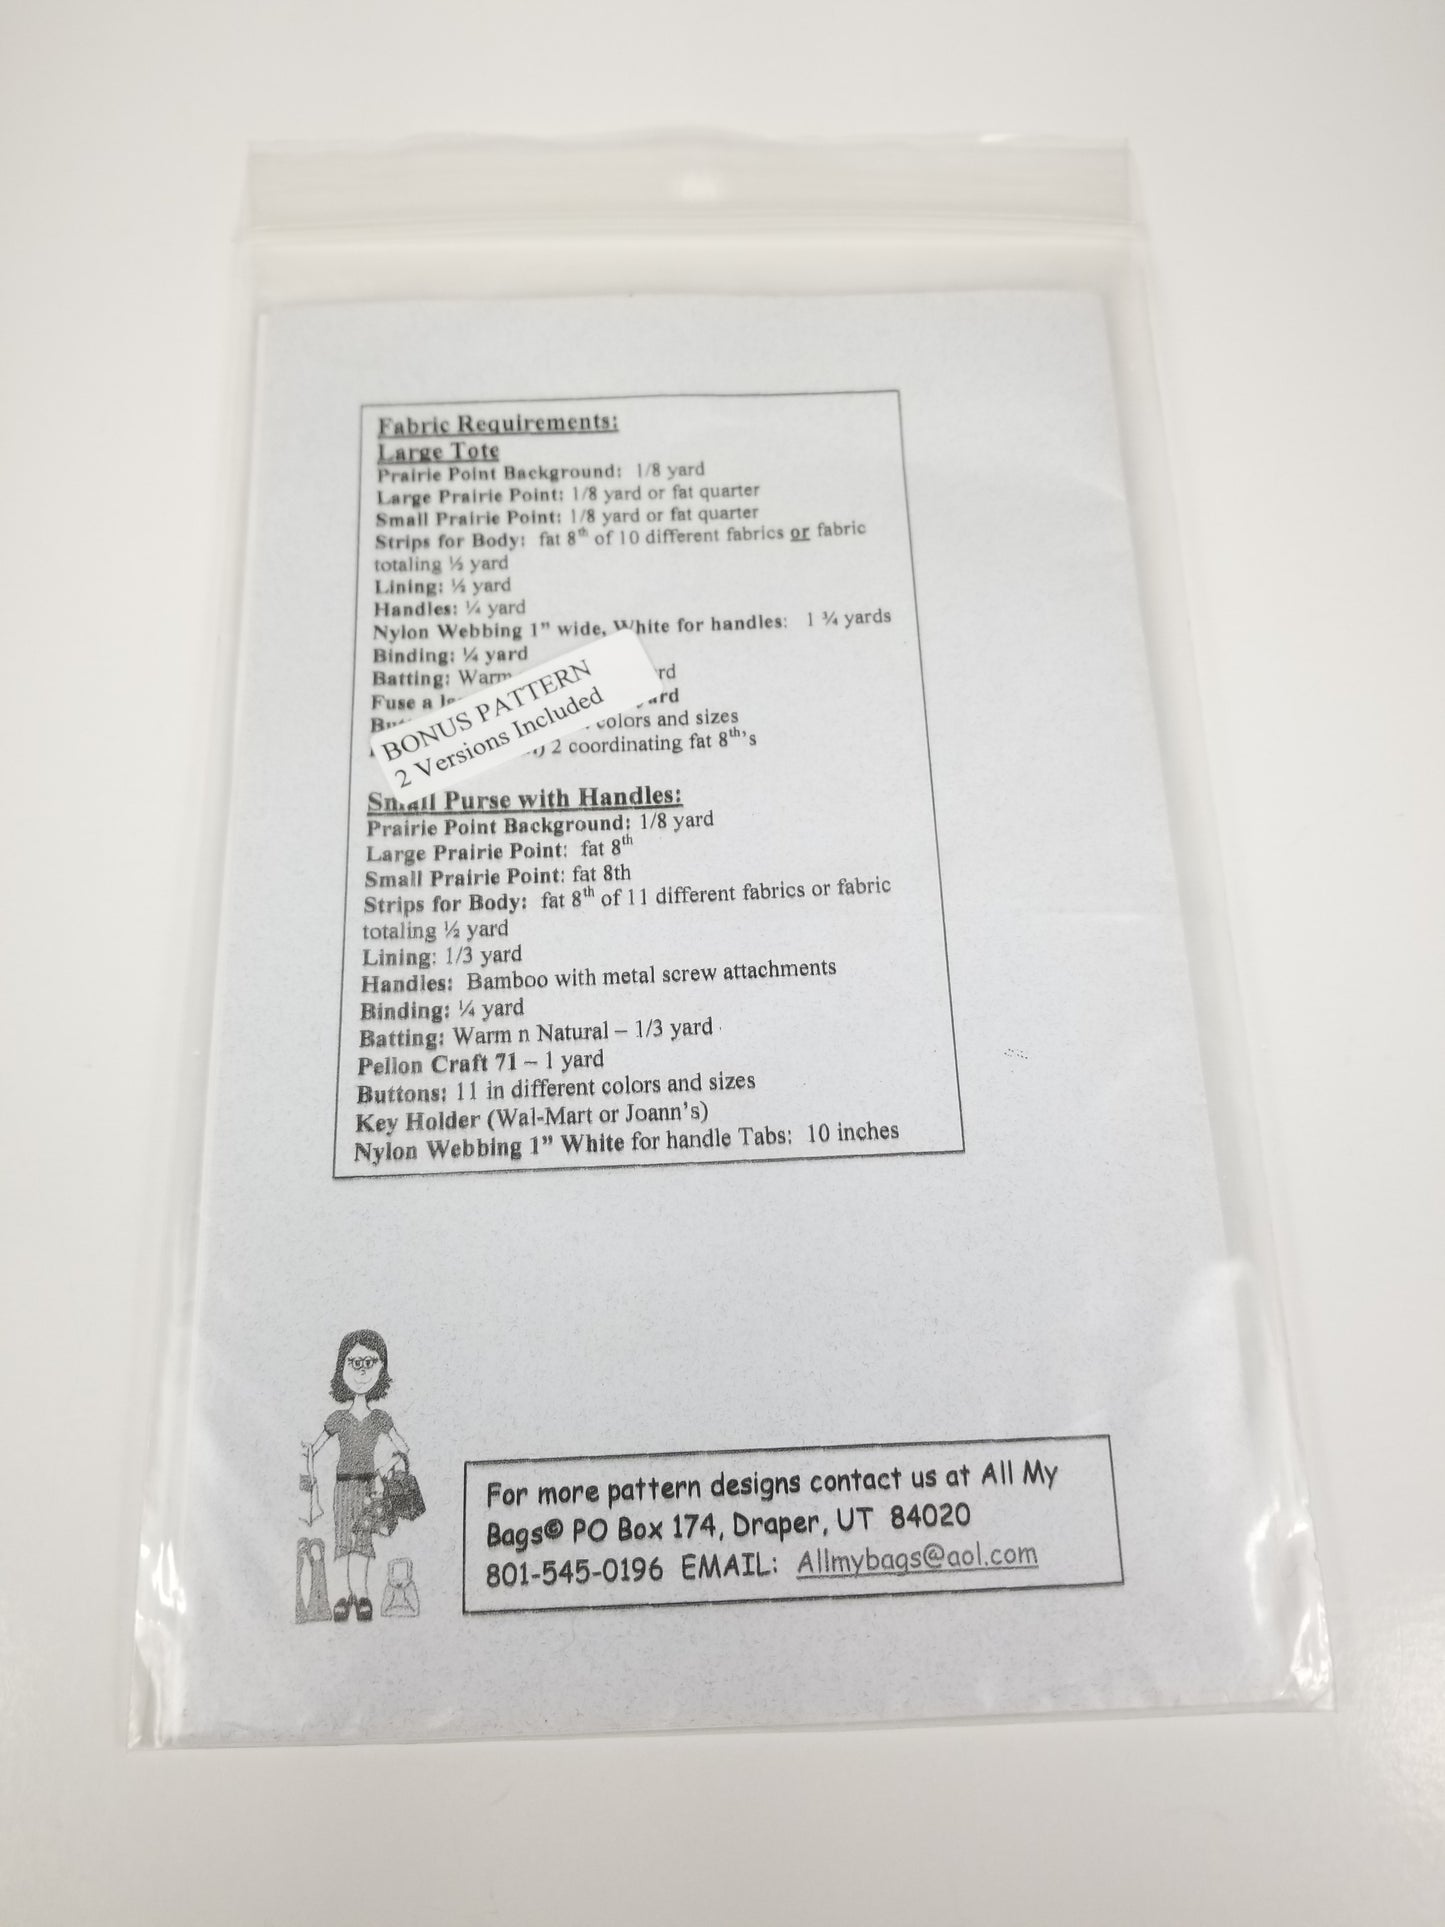 Fabric Requirements:
Large Tote
Prairie Point Background: 1/8 yard
Large Prairie Point: 1/8 yard or fat quarter
Small Prairie Point: 1/8 yard or fat quarter
Strips for Body: fat 8th of 10 different fabrics or fabric
totaling ½ yard
Lining: ½ yard
Handles: ¼ yard
Nylon Webbing 1” wide, White for handles: 1 ¾ yards
Binding: ¼ yard
Batting: Warm
Fuse a
colors and sizes
2 coordinating fat 8th’s
BONUS PATTERN
2 Versions Included
Small Purse with Handles:
Prairie Point Background: 1/8 yard
Large Prairie Point: fat 8th
Small Prairie Point: fat 8th
Strips for Body: fat 8th of 11 different fabrics or fabric
totaling ½ yard
Lining: 1/3 yard
Handles: Bamboo with metal screw attachments
Binding: ¼ yard
Batting: Warm n Natural – 1/3 yard
Pellon Craft 71 – 1 yard
Buttons: 11 in different colors and sizes
Key Holder (Wal-Mart or Joann’s)
Nylon Webbing 1” White for handle Tabs: 10 inches
For more pattern designs contact us at All My
Bags© PO Box 174, Draper, UT 84020
801-545-0196 EMAIL: Allmybags@aol.com